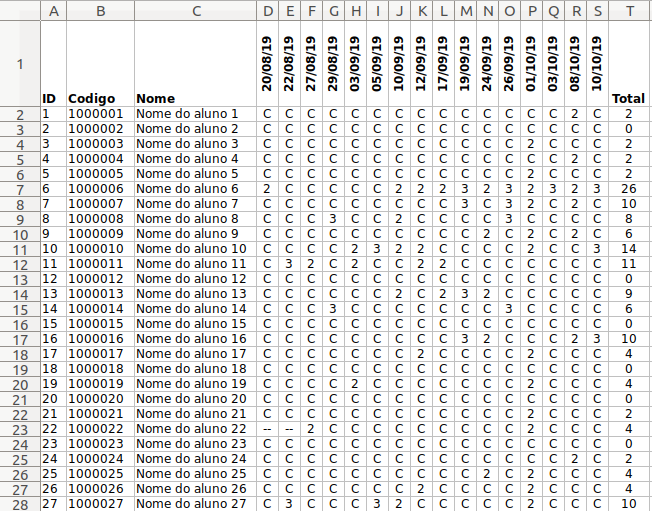 A B C D E F G H I J K L M N O P Q R S T
1 ID Codigo Nome 20/08/19 22/08/19 27/08/19 29/08/19 03/09/19 05/09/19 10/09/19 12/09/19 17/09/19 19/09/19 24/09/19 26/09/19 01/10/19 03/10/19 08/10/19 10/10/19 Total
2 1 1000001 Nome do aluno 1 C C C C C C C C C C C C C C 2 C 2
3 2 1000002 Nome do aluno 2 C C C C C C C C C C C C C C C C 0
4 3 1000003 Nome do aluno 3 C C C C C C C C C C C C 2 C C C 2
5 4 1000004 Nome do aluno 4 C C C C C C C C C C C C C C 2 C 2
6 5 1000005 Nome do aluno 5 C C C C C C C C C C C C 2 C C C 2
7 6 1000006 Nome do aluno 6 2 C C C C C 2 2 2 3 2 3 2 3 2 3 26
8 7 1000007 Nome do aluno 7 C C C C C C C C C 3 C 3 2 C 2 C 10
9 8 1000008 Nome do aluno 8 C C C 3 C C 2 C C C C 3 C C C C 8
10 9 1000009 Nome do aluno 9 C C C C C C C C C C 2 C 2 C 2 C 6
11 10 1000010 Nome do aluno 10 C C C C 2 3 2 2 C C C C 2 C C 3 14
12 11 1000011 Nome do aluno 11 C 3 2 C 2 C C 2 2 C C C C C C C 11
13 12 1000012 Nome do aluno 12 C C C C C C C C C C C C C C C C 0
14 13 1000013 Nome do aluno 13 C C C C C C 2 C 2 3 2 C C C C C 9
15 14 1000014 Nome do aluno 14 C C C 3 C C C C C C C 3 C C C C 6
16 15 1000015 Nome do aluno 15 C C C C C C C C C C C C C C C C 0
17 16 1000016 Nome do aluno 16 C C C C C C C C C 3 2 C C C 2 3 10
18 17 1000017 Nome do aluno 17 C C C C C C C 2 C C C C 2 C C C 4
19 18 1000018 Nome do aluno 18 C C C C C C C C C C C C C C C C 0
20 19 1000019 Nome do aluno 19 C C C C 2 C C C C C C C 2 C C C 4
21 20 1000020 Nome do aluno 20 C C C C C C C C C C C C C C C C 0
22 21 1000021 Nome do aluno 21 C C C C C C C C C C C C 2 C C C 2
23 22 1000022 Nome do aluno 22 -- -- 2 C C C C C C C C C 2 C C C 4
24 23 1000023 Nome do aluno 23 C C C C C C C C C C C C C C C C 0
25 24 1000024 Nome do aluno 24 C C C C C C C C C C C C C C 2 C 2
26 25 1000025 Nome do aluno 25 C C C C C C C C C C 2 C 2 C C C 4
27 26 1000026 Nome do aluno 26 C C C C C C C 2 C C C C 2 C C C 4
28 27 1000027 Nome do aluno 27 C 3 C C C 3 2 C C C C C 2 C C C 10